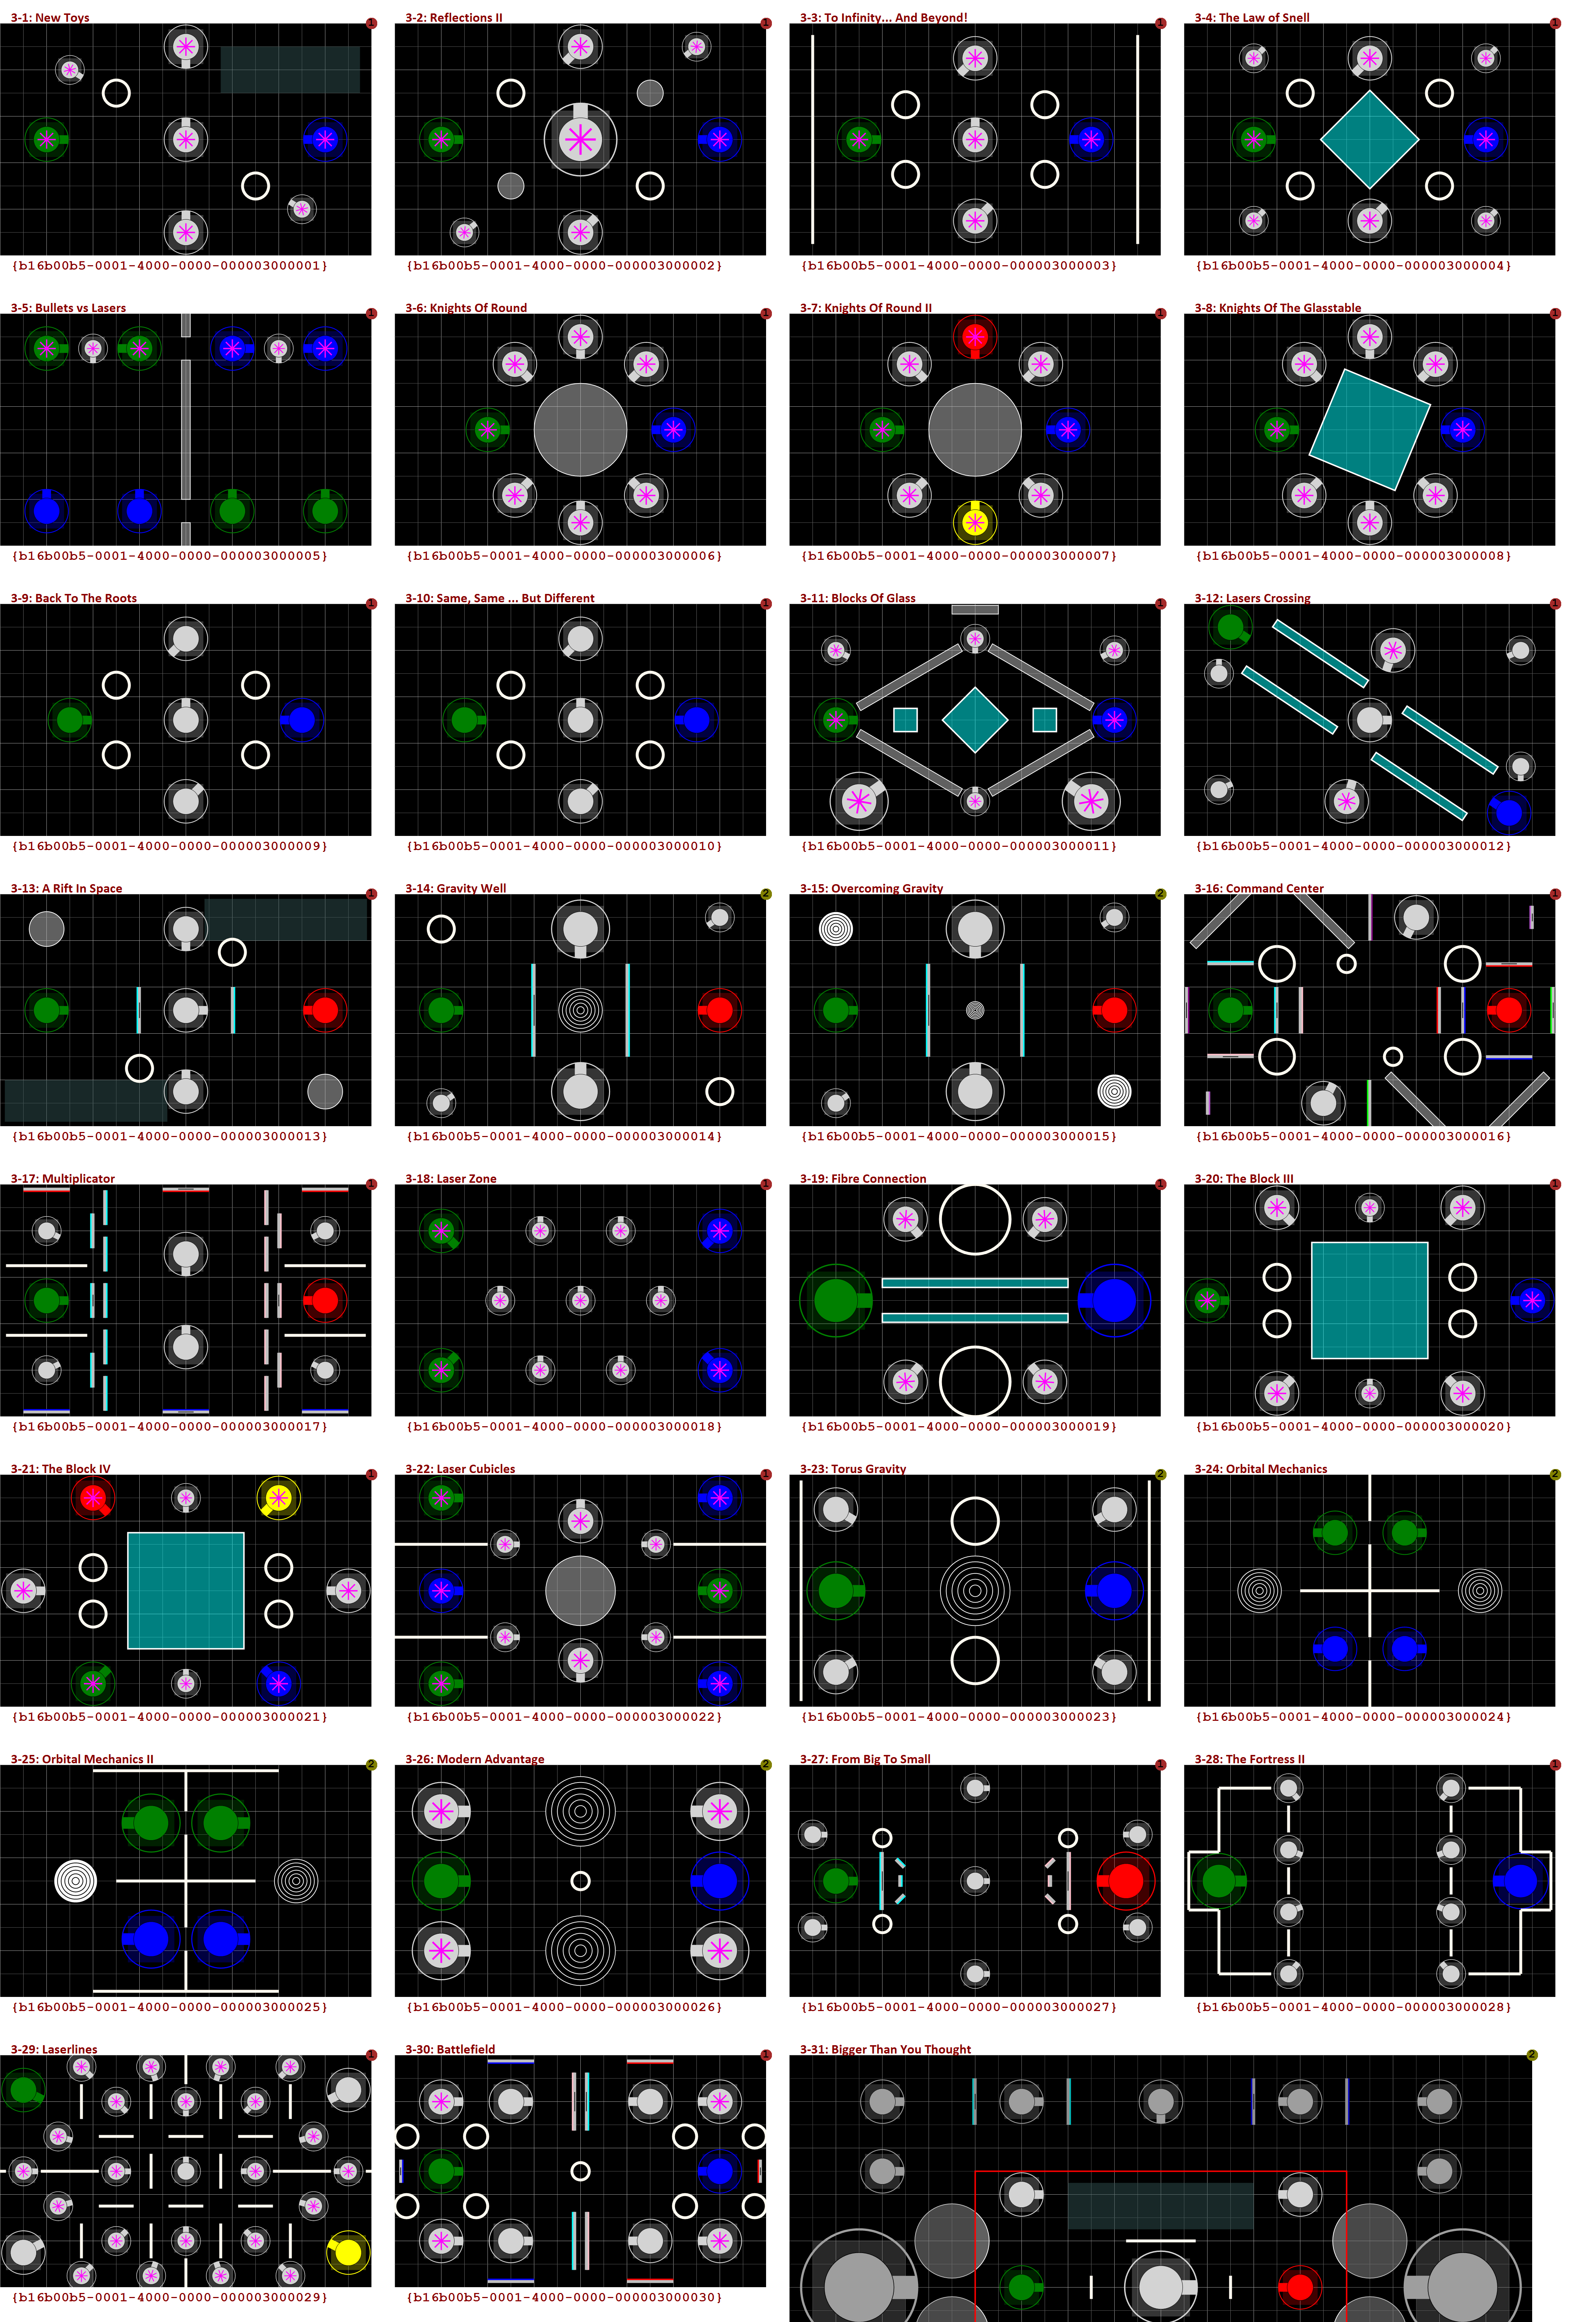 3-1: New Toys
1
3-2: Reflections II
1
3-3: To Infinity... And Beyond!
1
3-4: The Law of Snell
1
{b16b00b5-0001-4000-0000-000003000001}
{b16b00b5-0001-4000-0000-000003000002}
{b16b00b5-0001-4000-0000-000003000003}
{b16b00b5-0001-4000-0000-000003000004}
3-5: Bullets vs Lasers
1
3-6: Knights Of Round
1
3-7: Knights Of Round II
1
3-8: Knights Of The Glasstable
1
{b16b00b5-0001-4000-0000-000003000005}
{b16b00b5-0001-4000-0000-000003000006}
{b16b00b5-0001-4000-0000-000003000007}
{b16b00b5-0001-4000-0000-000003000008}
3-9: Back To The Roots
1
3-10: Same, Same ... But Different
1
3-11: Blocks Of Glass
1
3-12: Lasers Crossing
1
{b16b00b5-0001-4000-0000-000003000009}
{b16b00b5-0001-4000-0000-000003000010}
{b16b00b5-0001-4000-0000-000003000011}
{b16b00b5-0001-4000-0000-000003000012}
3-13: A Rift In Space
1
3-14: Gravity Well
2
3-15: Overcoming Gravity
2
3-16: Command Center
1
{b16b00b5-0001-4000-0000-000003000013}
{b16b00b5-0001-4000-0000-000003000014}
{b16b00b5-0001-4000-0000-000003000015}
{b16b00b5-0001-4000-0000-000003000016}
3-17: Multiplicator
1
3-18: Laser Zone
1
3-19: Fibre Connection
1
3-20: The Block III
1
{b16b00b5-0001-4000-0000-000003000017}
{b16b00b5-0001-4000-0000-000003000018}
{b16b00b5-0001-4000-0000-000003000019}
{b16b00b5-0001-4000-0000-000003000020}
3-21: The Block IV
1
3-22: Laser Cubicles
1
3-23: Torus Gravity
2
3-24: Orbital Mechanics
2
{b16b00b5-0001-4000-0000-000003000021}
{b16b00b5-0001-4000-0000-000003000022}
{b16b00b5-0001-4000-0000-000003000023}
{b16b00b5-0001-4000-0000-000003000024}
3-25: Orbital Mechanics II
2
3-26: Modern Advantage
2
3-27: From Big To Small
1
3-28: The Fortress II
1
{b16b00b5-0001-4000-0000-000003000025}
{b16b00b5-0001-4000-0000-000003000026}
{b16b00b5-0001-4000-0000-000003000027}
{b16b00b5-0001-4000-0000-000003000028}
3-29: Laserlines
1
3-30: Battlefield
1
3-31: Bigger Than You Thought
2
{b16b00b5-0001-4000-0000-000003000029}
{b16b00b5-0001-4000-0000-000003000030}